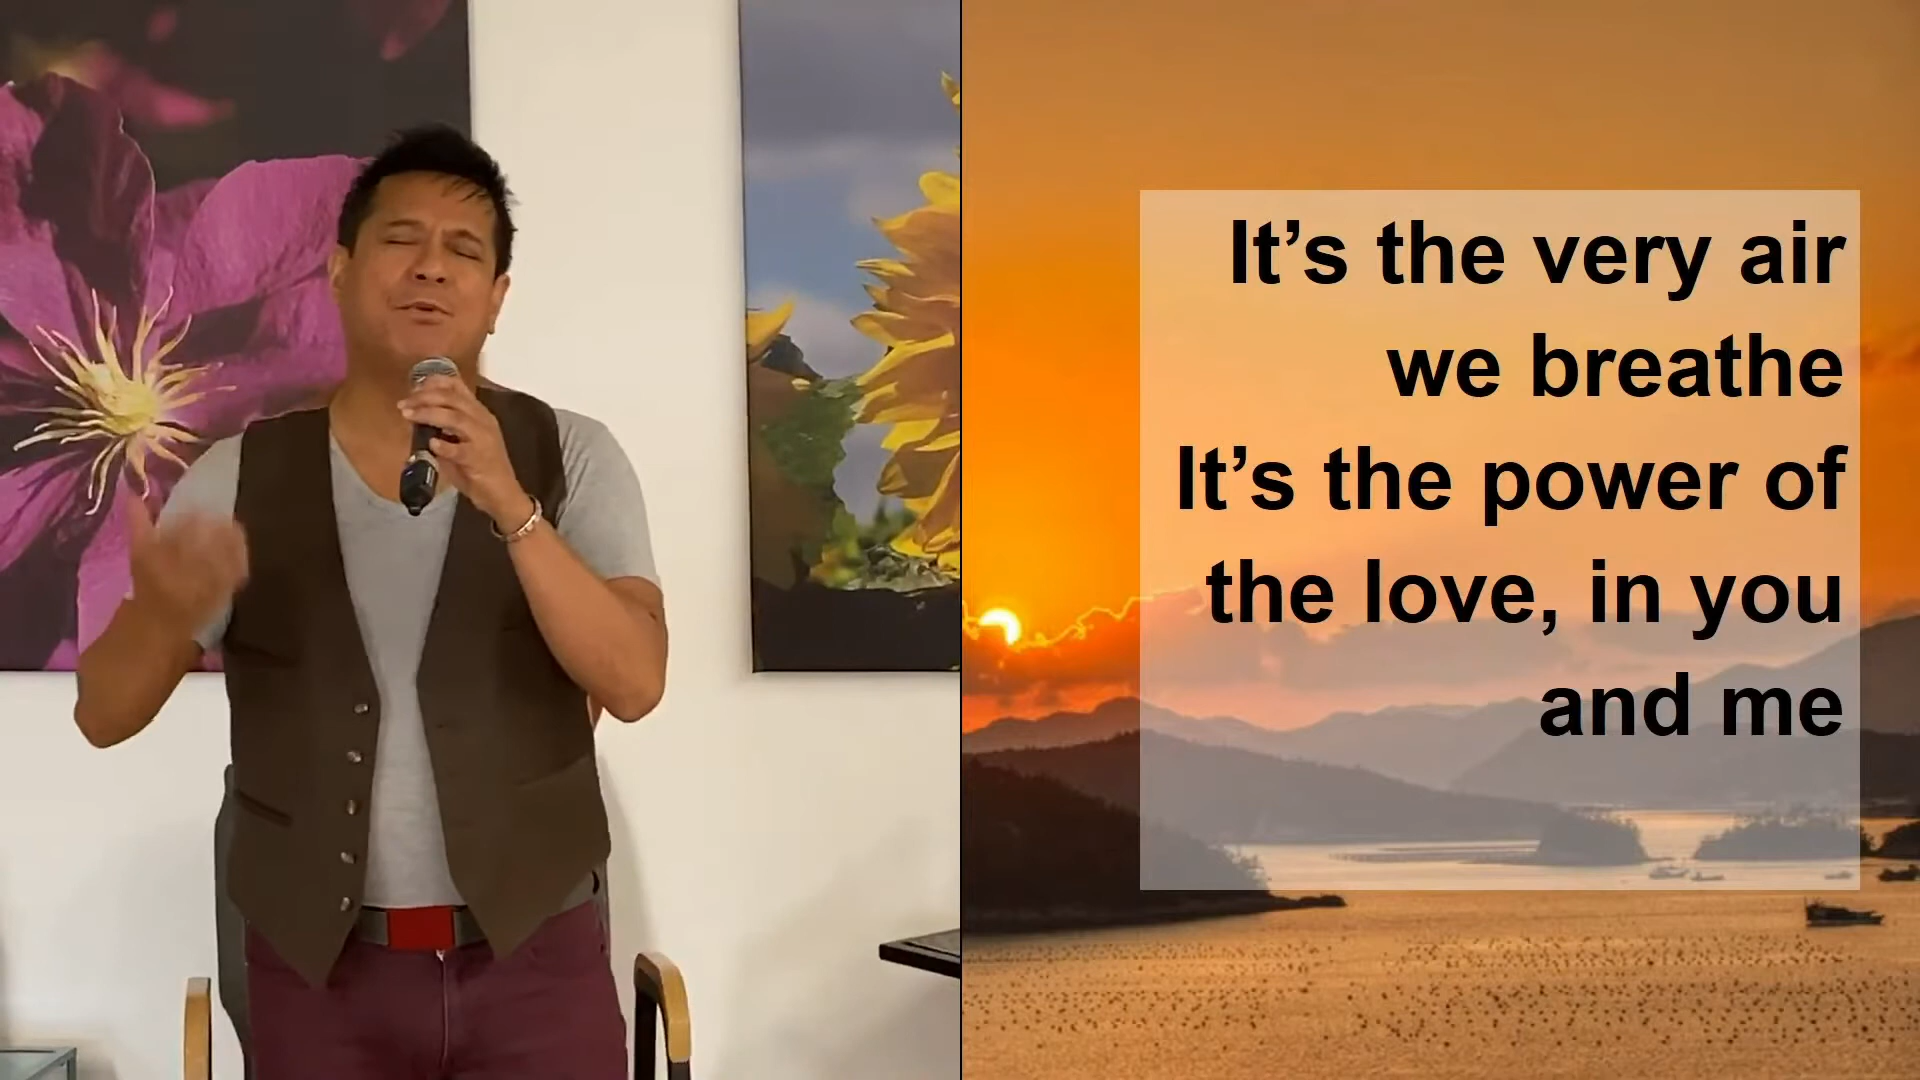 It’s the very air
we breathe
It’s the power of
the love, in you
and me